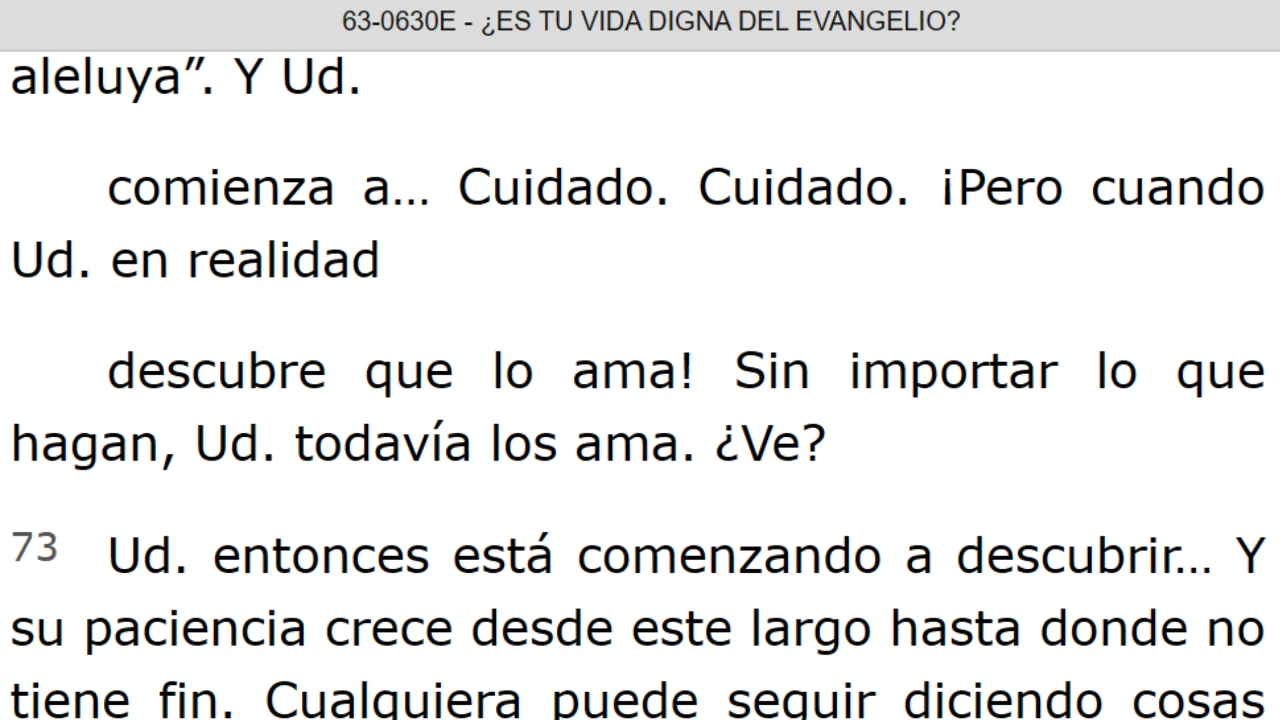 63-0630E - ¿ES TU VIDA DIGNA DEL EVANGELIO?
aleluya”. Y Ud.
comienza a... Cuidado. Cuidado. ¡Pero cuando
Ud. en realidad
descubre que lo ama! Sin importar lo que
hagan, Ud. todavía los ama. ¿Ve?
73 Ud. entonces está comenzando a descubrir... Y
su paciencia crece desde este largo hasta donde no
tiene fin. Cualquiera puede seguir diciendo cosas